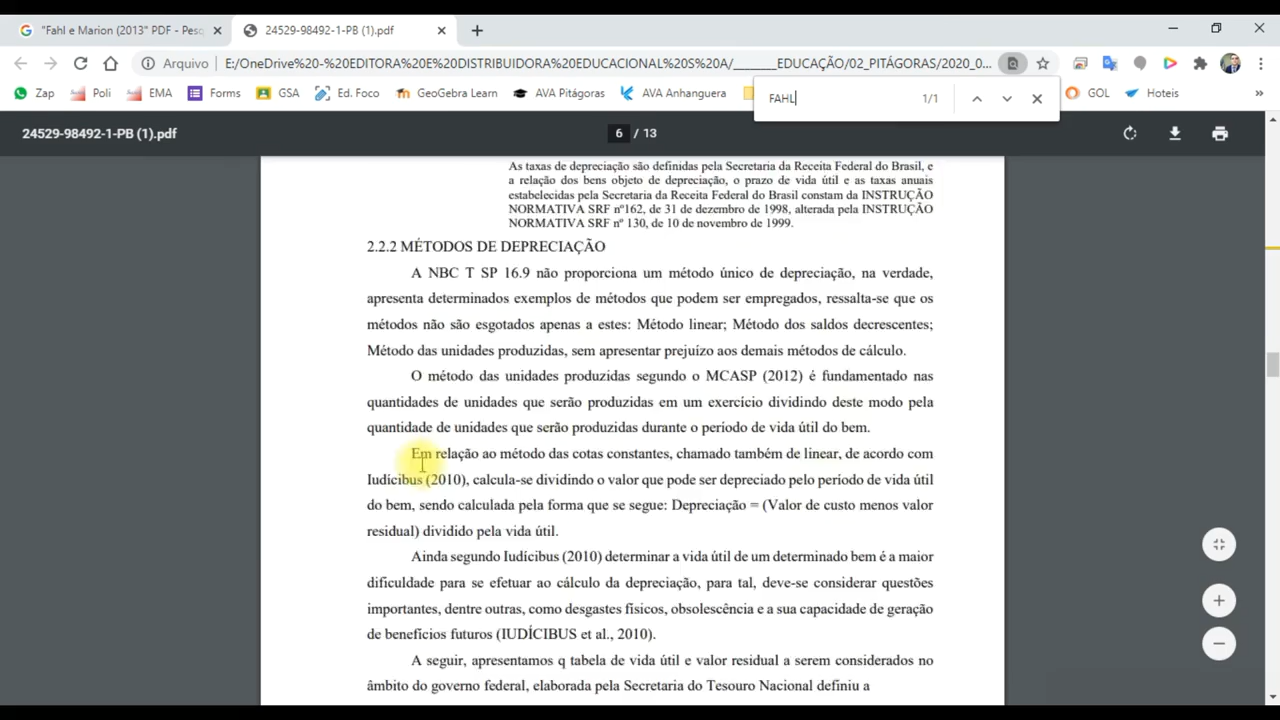 "Fahl e Marion (2013" PDF - Pesq
24529-98492-1-PB (1).pdf
Arquivo
E:/OneDrive%20-%20EDITORA%20E%20DISTRIBUIDORA%20EDUCACIONAL%20S%20A/_______EDUCAÇÃO/02_PITÁGORAS/2020_0...
Zap
Poli
EMA
Forms
GSA
Ed. Foco
GeoGebra Learn
AVA Pitágoras
AVA Anhanguera
GOL
Hoteis
»
FAHL
1/1
24529-98492-1-PB (1).pdf
6 / 13
As taxas de depreciação são definidas pela Secretaria da Receita Federal do Brasil, e
a relação dos bens objeto de depreciação, o prazo de vida útil e as taxas anuais
estabelecidas pela Secretaria da Receita Federal do Brasil constam da INSTRUÇÃO
NORMATIVA SRF nº162, de 31 de dezembro de 1998, alterada pela INSTRUÇÃO
NORMATIVA SRF nº 130, de 10 de novembro de 1999.
2.2.2 MÉTODOS DE DEPRECIAÇÃO
A NBC T SP 16.9 não proporciona um método único de depreciação, na verdade,
apresenta determinados exemplos de métodos que podem ser empregados, ressalta-se que os
métodos não são esgotados apenas a estes: Método linear; Método dos saldos decrescentes;
Método das unidades produzidas, sem apresentar prejuízo aos demais métodos de cálculo.
O método das unidades produzidas segundo o MCASP (2012) é fundamentado nas
quantidades de unidades que serão produzidas em um exercício dividindo deste modo pela
quantidade de unidades que serão produzidas durante o período de vida útil do bem.
Em relação ao método das cotas constantes, chamado também de linear, de acordo com
Iudícibus (2010), calcula-se dividindo o valor que pode ser depreciado pelo período de vida útil
do bem, sendo calculada pela forma que se segue: Depreciação = (Valor de custo menos valor
residual) dividido pela vida útil.
Ainda segundo Iudícibus (2010) determinar a vida útil de um determinado bem é a maior
dificuldade para se efetuar ao cálculo da depreciação, para tal, deve-se considerar questões
importantes, dentre outras, como desgastes físicos, obsolescência e a sua capacidade de geração
de benefícios futuros (IUDÍCIBUS et al., 2010).
A seguir, apresentamos q tabela de vida útil e valor residual a serem considerados no
âmbito do governo federal, elaborada pela Secretaria do Tesouro Nacional definiu a